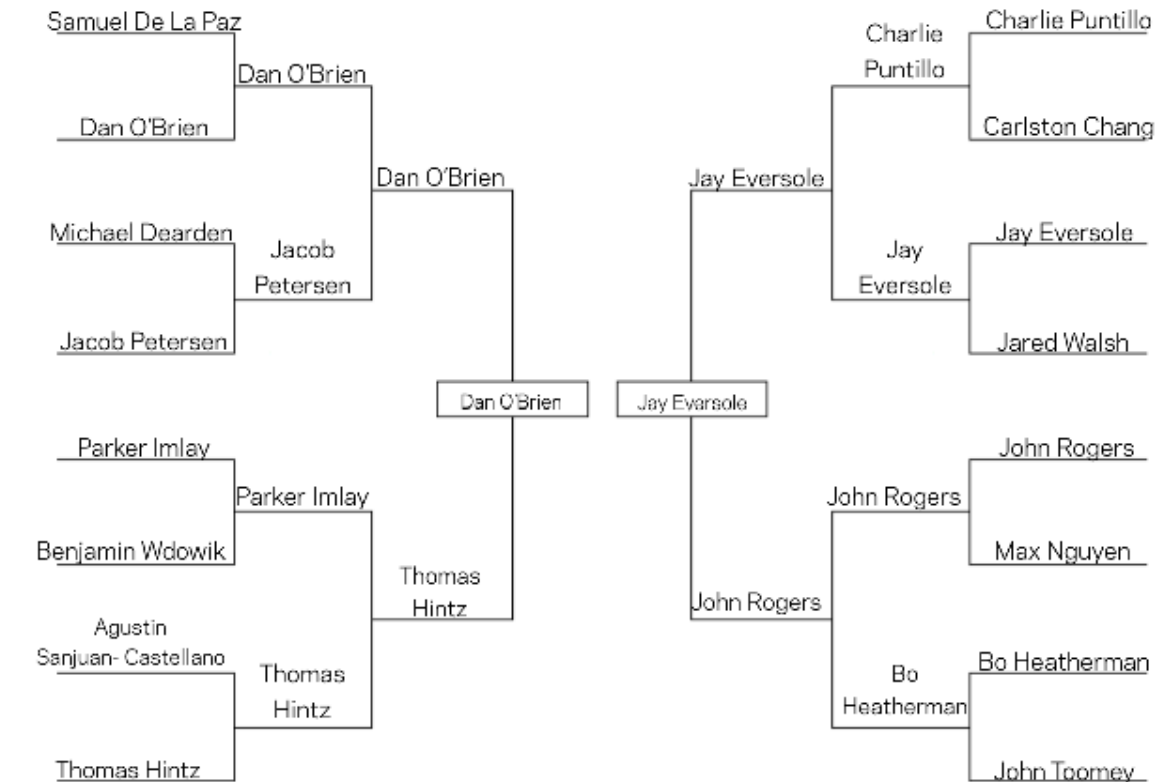 Samuel De La Paz
Dan O'Brien
Dan O'Brien
Michael Dearden
Jacob
Petersen
Jacob Petersen
Dan O'Brien
Parker Imlay
Parker Imlay
Benjamin Wdowik
Agustin
Sanjuan- Castellano
Thomas
Hintz
Thomas Hintz
Thomas
Hintz
Dan O'Brien
Jay Eversole
Charlie Puntillo
Charlie
Puntillo
Carlston Chang
Jay Eversole
Jay Eversole
Jay
Eversole
Jared Walsh
John Rogers
John Rogers
Max Nguyen
John Rogers
Bo Heatherman
Bo
Heatherman
John Toomey